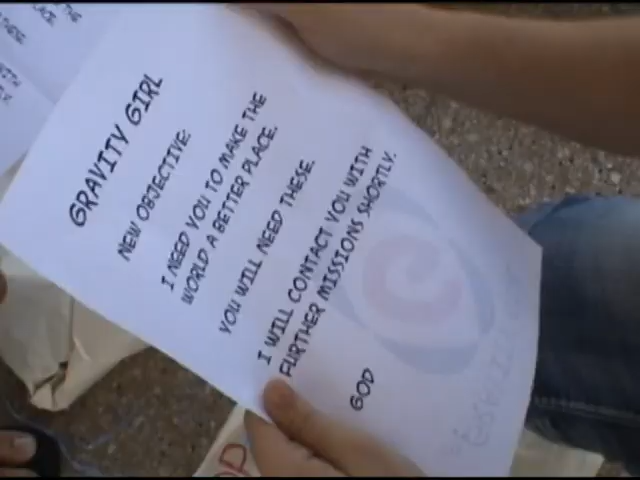 GRAVITY GIRL
NEW OBJECTIVE:
I NEED YOU TO MAKE THE
WORLD A BETTER PLACE.
YOU WILL NEED THESE.
I WILL CONTACT YOU WITH
FURTHER MISSIONS SHORTLY.
GOD